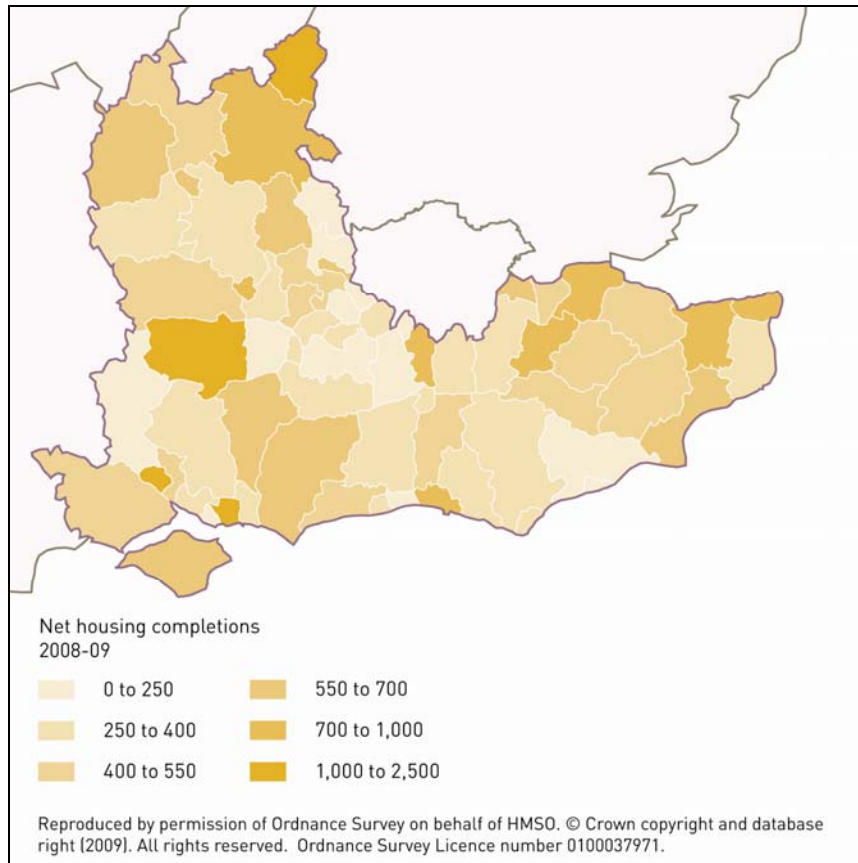 Net housing completions
2008-09
0 to 250
250 to 400
400 to 550
550 to 700
700 to 1,000
1,000 to 2,500
Reproduced by permission of Ordnance Survey on behalf of HMSO. © Crown copyright and database
right (2009). All rights reserved. Ordnance Survey Licence number 0100037971.